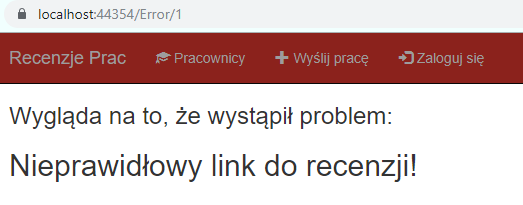 localhost:44354/Error/1
Recenzje Prac Pracownicy Wyślij pracę Zaloguj się
Wygląda na to, że wystąpił problem:
Nieprawidłowy link do recenzji!